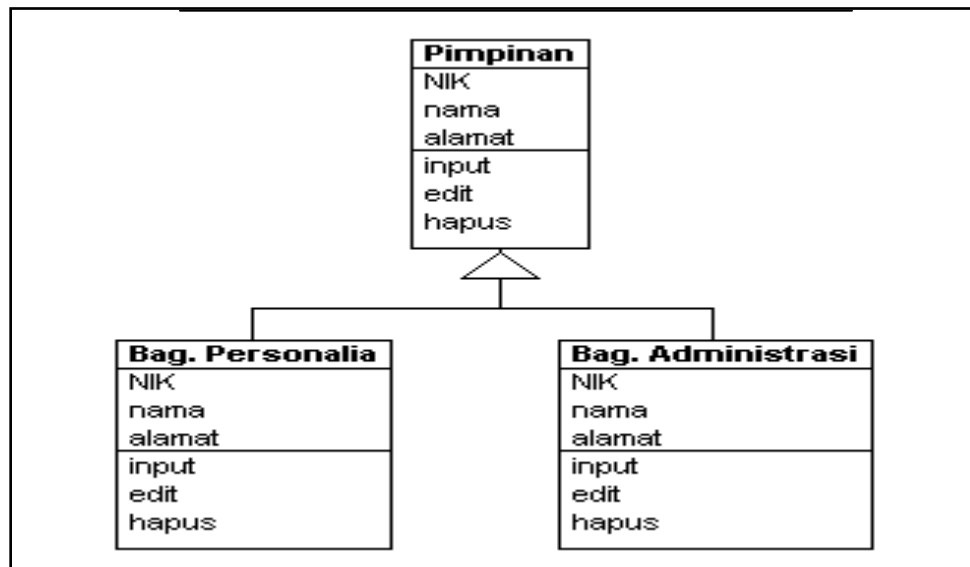 Pimpinan
NIK
nama
alamat
input
edit
hapus
Bag. Personalia
NIK
nama
alamat
input
edit
hapus
Bag. Administrasi
NIK
nama
alamat
input
edit
hapus